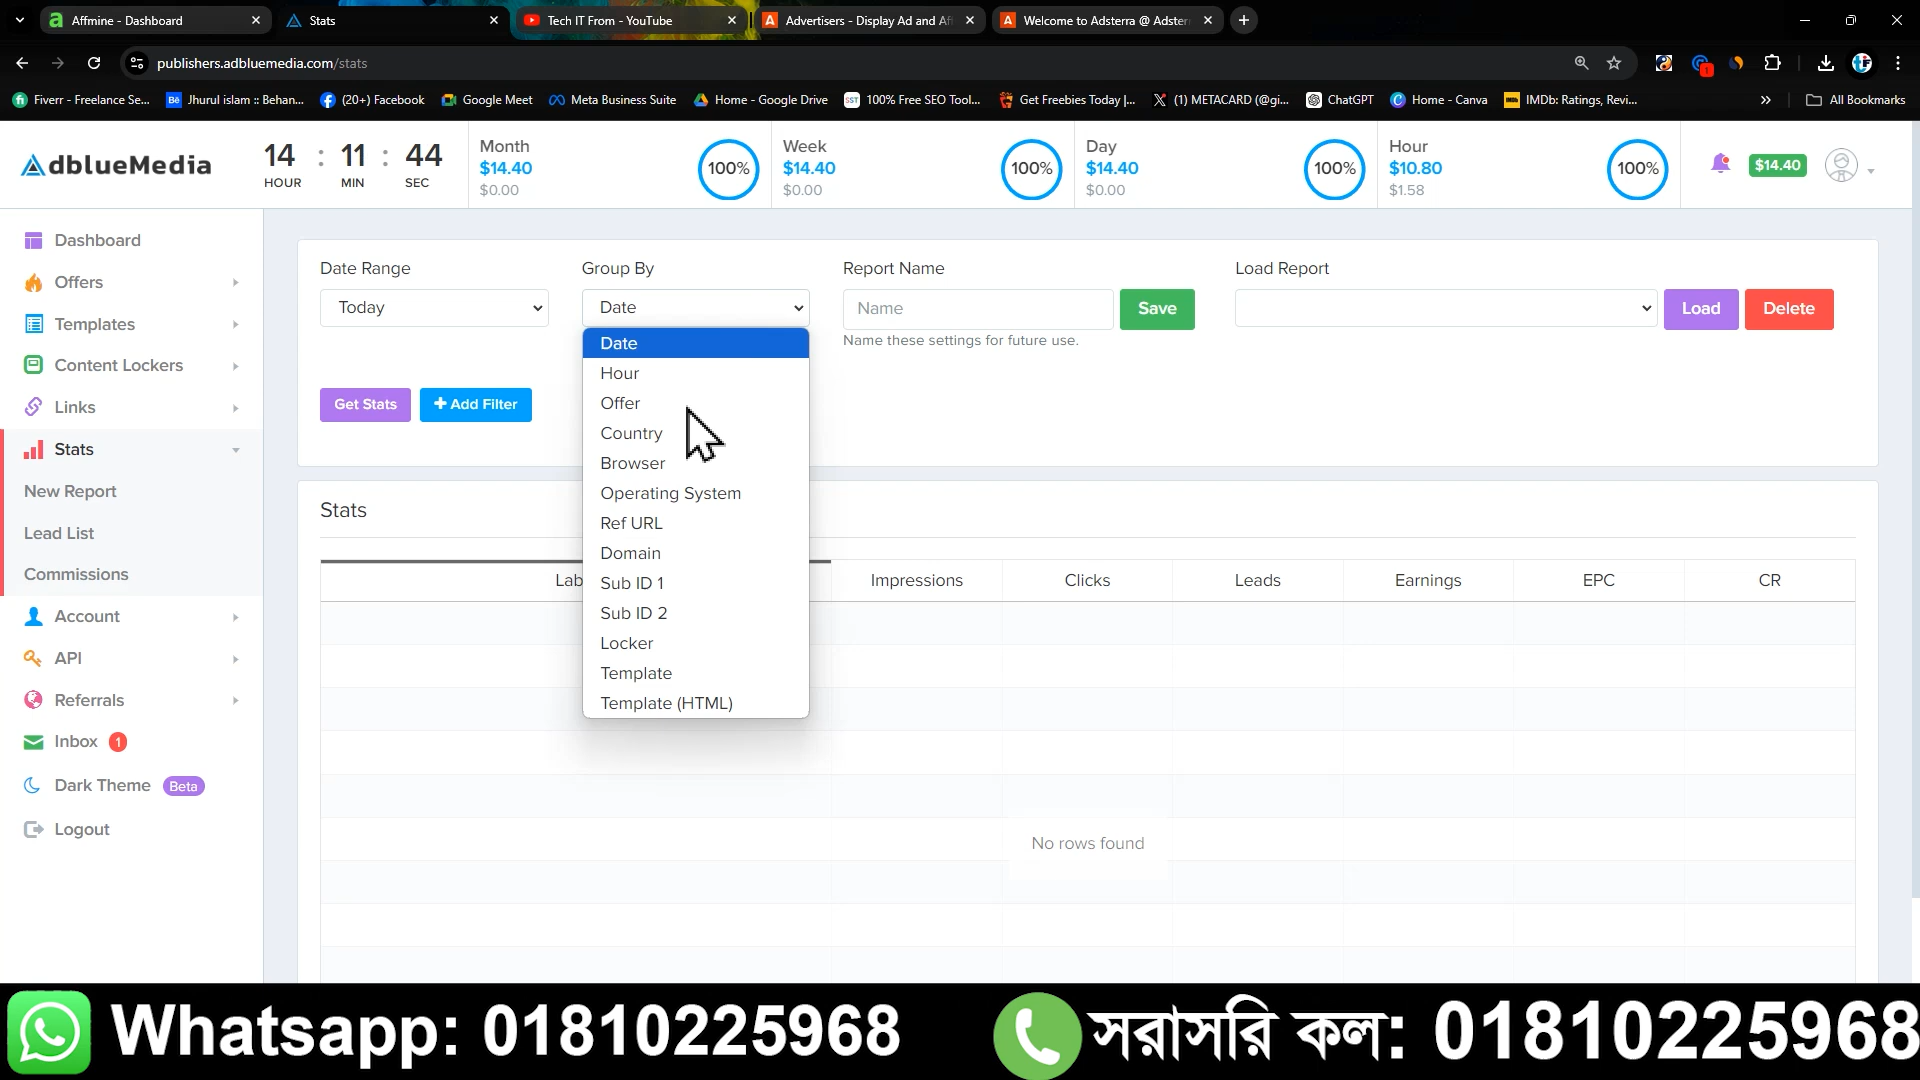 Affmine - Dashboard
Stats
Tech IT From - YouTube
Advertisers - Display Ad and Af
Welcome to Adsterra @ Adster
publishers.adbluemedia.com/stats
Fiverr - Freelance Se...
Jhurul islam :: Behan...
(20+) Facebook
Google Meet
Meta Business Suite
Home - Google Drive
100% Free SEO Tool...
Get Freebies Today |...
(1) METACARD (@gi...
ChatGPT
Home - Canva
IMDb: Ratings, Revi...
All Bookmarks
AdblueMedia
14 : 11 : 44
HOUR MIN SEC
Month
$14.40
$0.00
100%
Week
$14.40
$0.00
100%
Day
$14.40
$0.00
100%
Hour
$10.80
$1.58
100%
$14.40
Dashboard
Offers
Templates
Content Lockers
Links
Stats
New Report
Lead List
Commissions
Account
API
Referrals
Inbox 1
Dark Theme Beta
Logout
Date Range
Today
Group By
Date
Report Name
Name
Save
Name these settings for future use.
Load Report
Load
Delete
Get Stats
+ Add Filter
Date
Hour
Offer
Country
Browser
Operating System
Ref URL
Domain
Sub ID 1
Sub ID 2
Locker
Template
Template (HTML)
Stats
Lab
Impressions
Clicks
Leads
Earnings
EPC
CR
No rows found
Whatsapp: 01810225968
সরাসরি কল: 01810225968